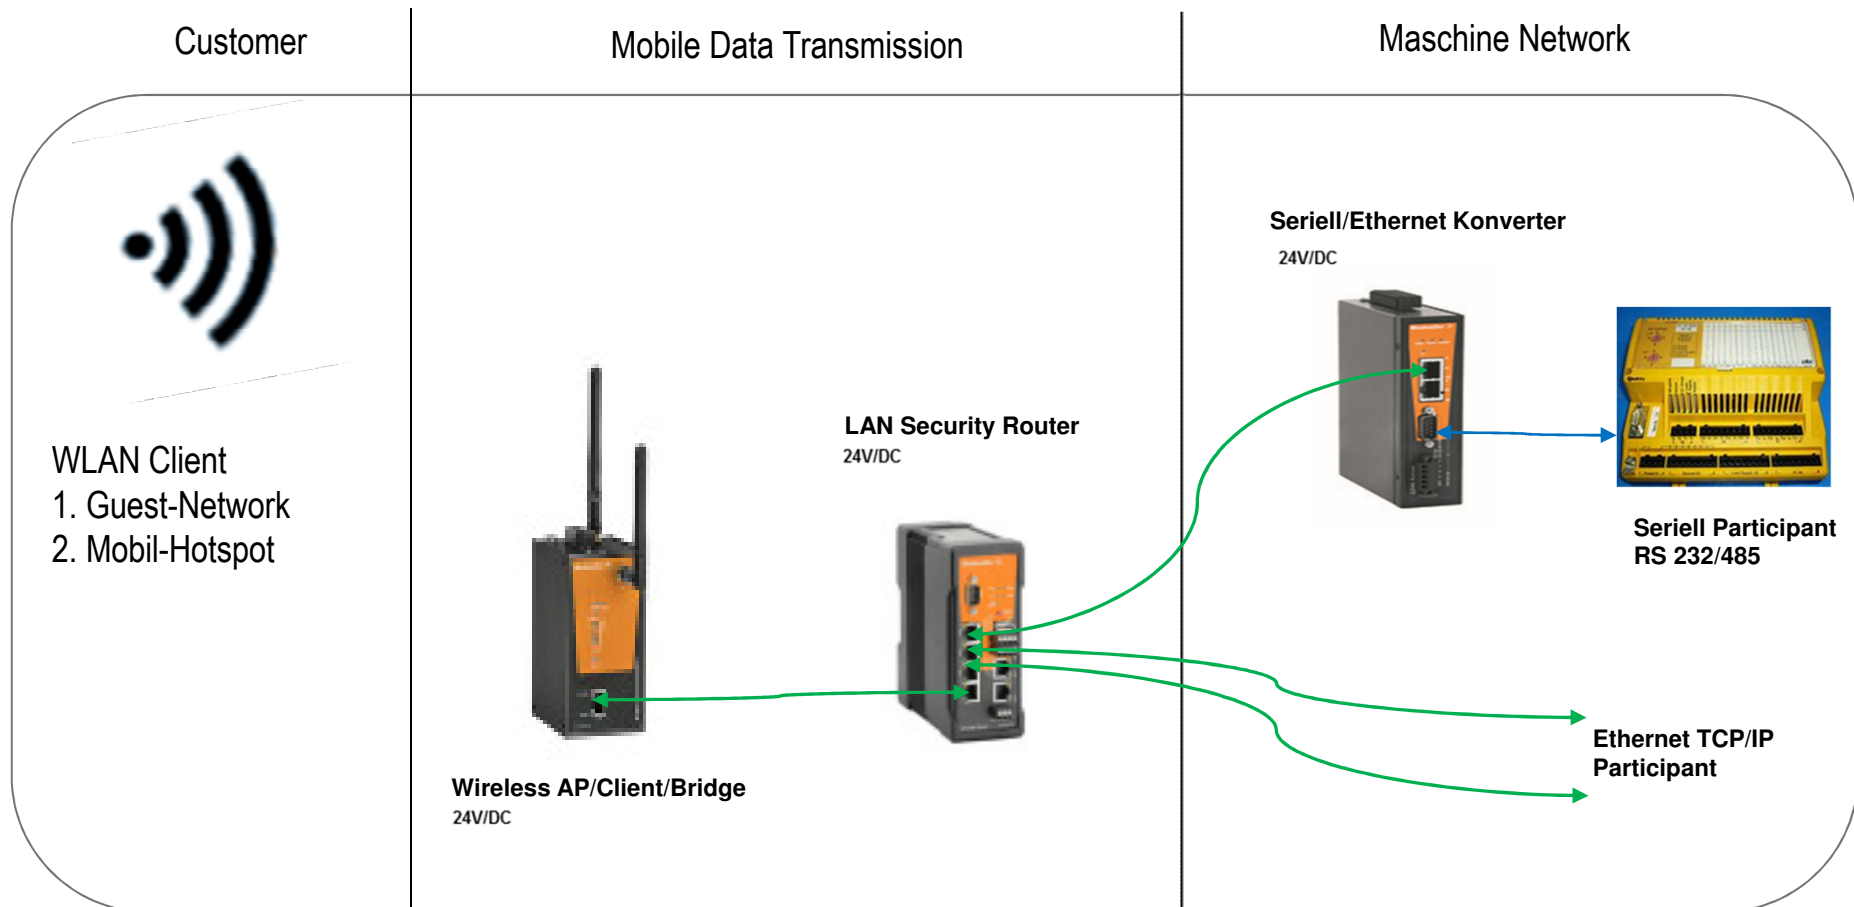 Customer
Mobile Data Transmission
Maschine Network
WLAN Client
1. Guest-Network
2. Mobil-Hotspot
Wireless AP/Client/Bridge
24V/DC
LAN Security Router
24V/DC
Seriell/Ethernet Konverter
24V/DC
Seriell Participant
RS 232/485
Ethernet TCP/IP
Participant